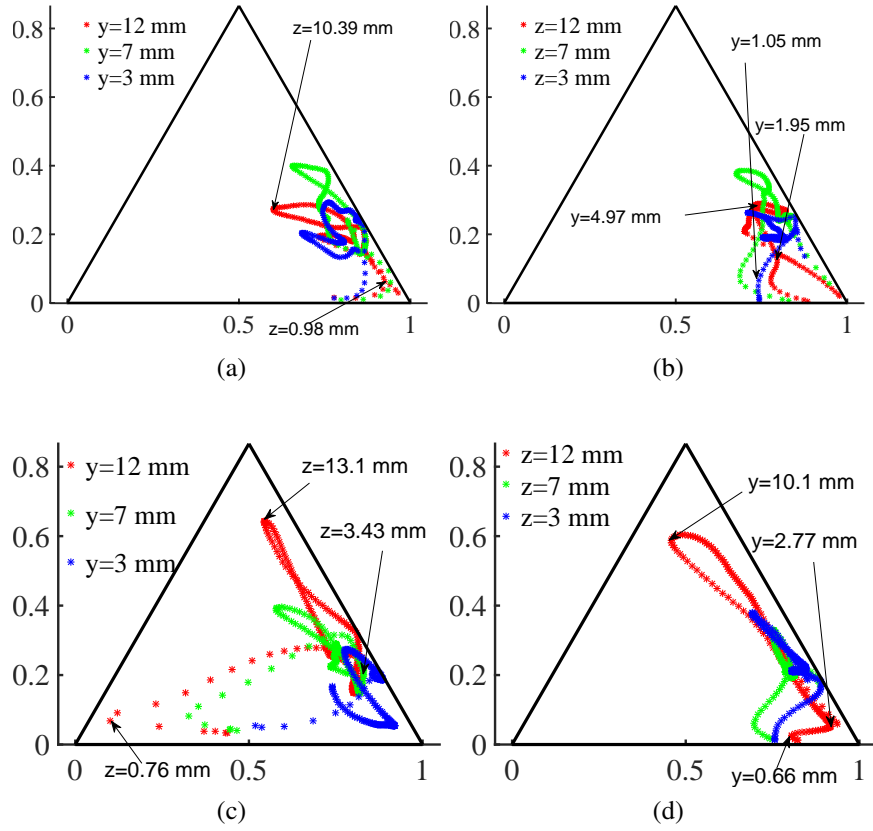 0.8
0.6
0.4
0.2
0
0
0.5
1
y=12 mm
y=7 mm
y=3 mm
z=10.39
z=0.98 mm
(a)
0.8
0.6
0.4
0.2
0
0
0.5
1
z=12 mm
z=7 mm
z=3 mm
y=1.05
y=1.95 mm
y=4.97 mm
(b)
0.8
0.6
0.4
0.2
0
0
0.5
1
y=12 mm
y=7 mm
y=3 mm
z=13.1 mm
z=3.43 mm
z=0.76 mm
(c)
0.8
0.6
0.4
0.2
0
0
0.5
1
z=12 mm
z=7 mm
z=3 mm
y=10.1 mm
y=2.77 mm
y=0.66 mm
(d)